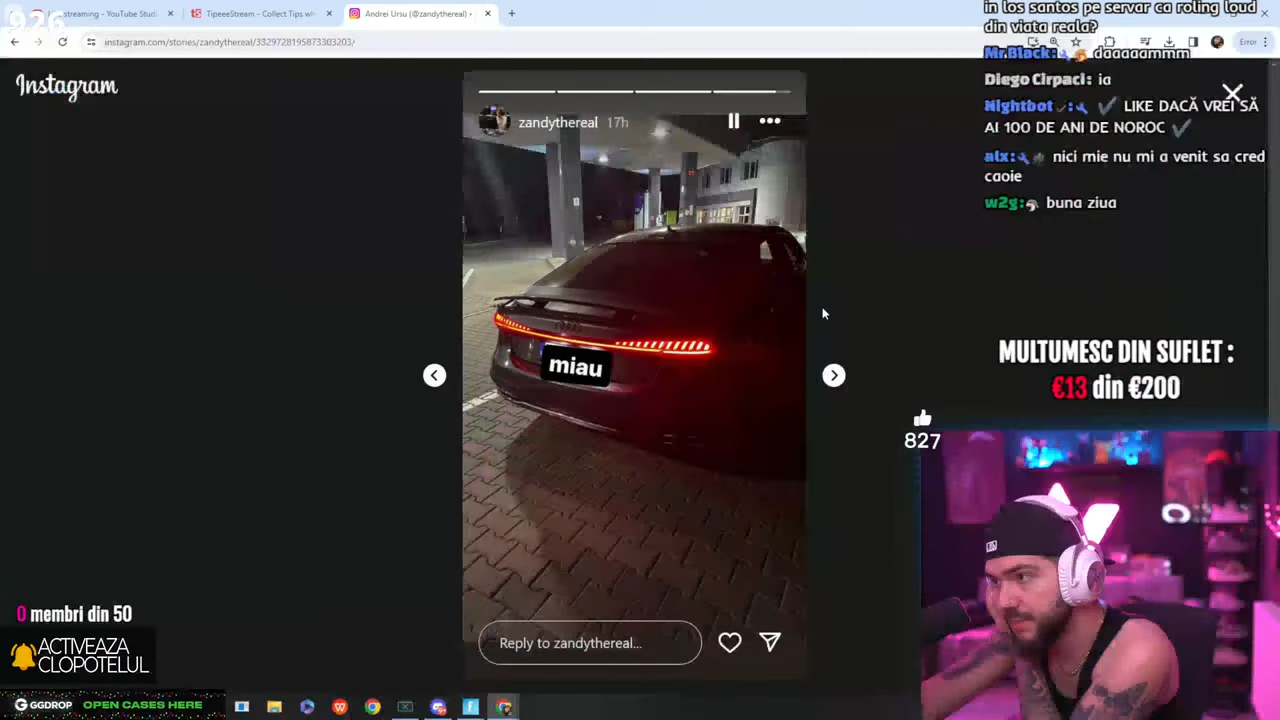 926
streaming - YouTube Studi
TipeeeStream - Collect Tips wh
Andrei Ursu (@zandythereal) •
instagram.com/stories/zandythereal/3329728195873303203/
Error
Instagram
zandythereal 17h
miau
Reply to zandythereal...
in los santos pe servar ca roling loud
din viata reala?
MrBlack: daaaaammm
Diego Cirpaci: ia
Nightbot: LIKE DACĂ VREI SĂ
AI 100 DE ANI DE NOROC
alx: nici mie nu mi a venit sa cred
caoie
w2g: buna ziua
MULTUMESC DIN SUFLET :
€13 din €200
827
0 membri din 50
ACTIVEAZA
CLOPOTELUL
GGDROP OPEN CASES HERE